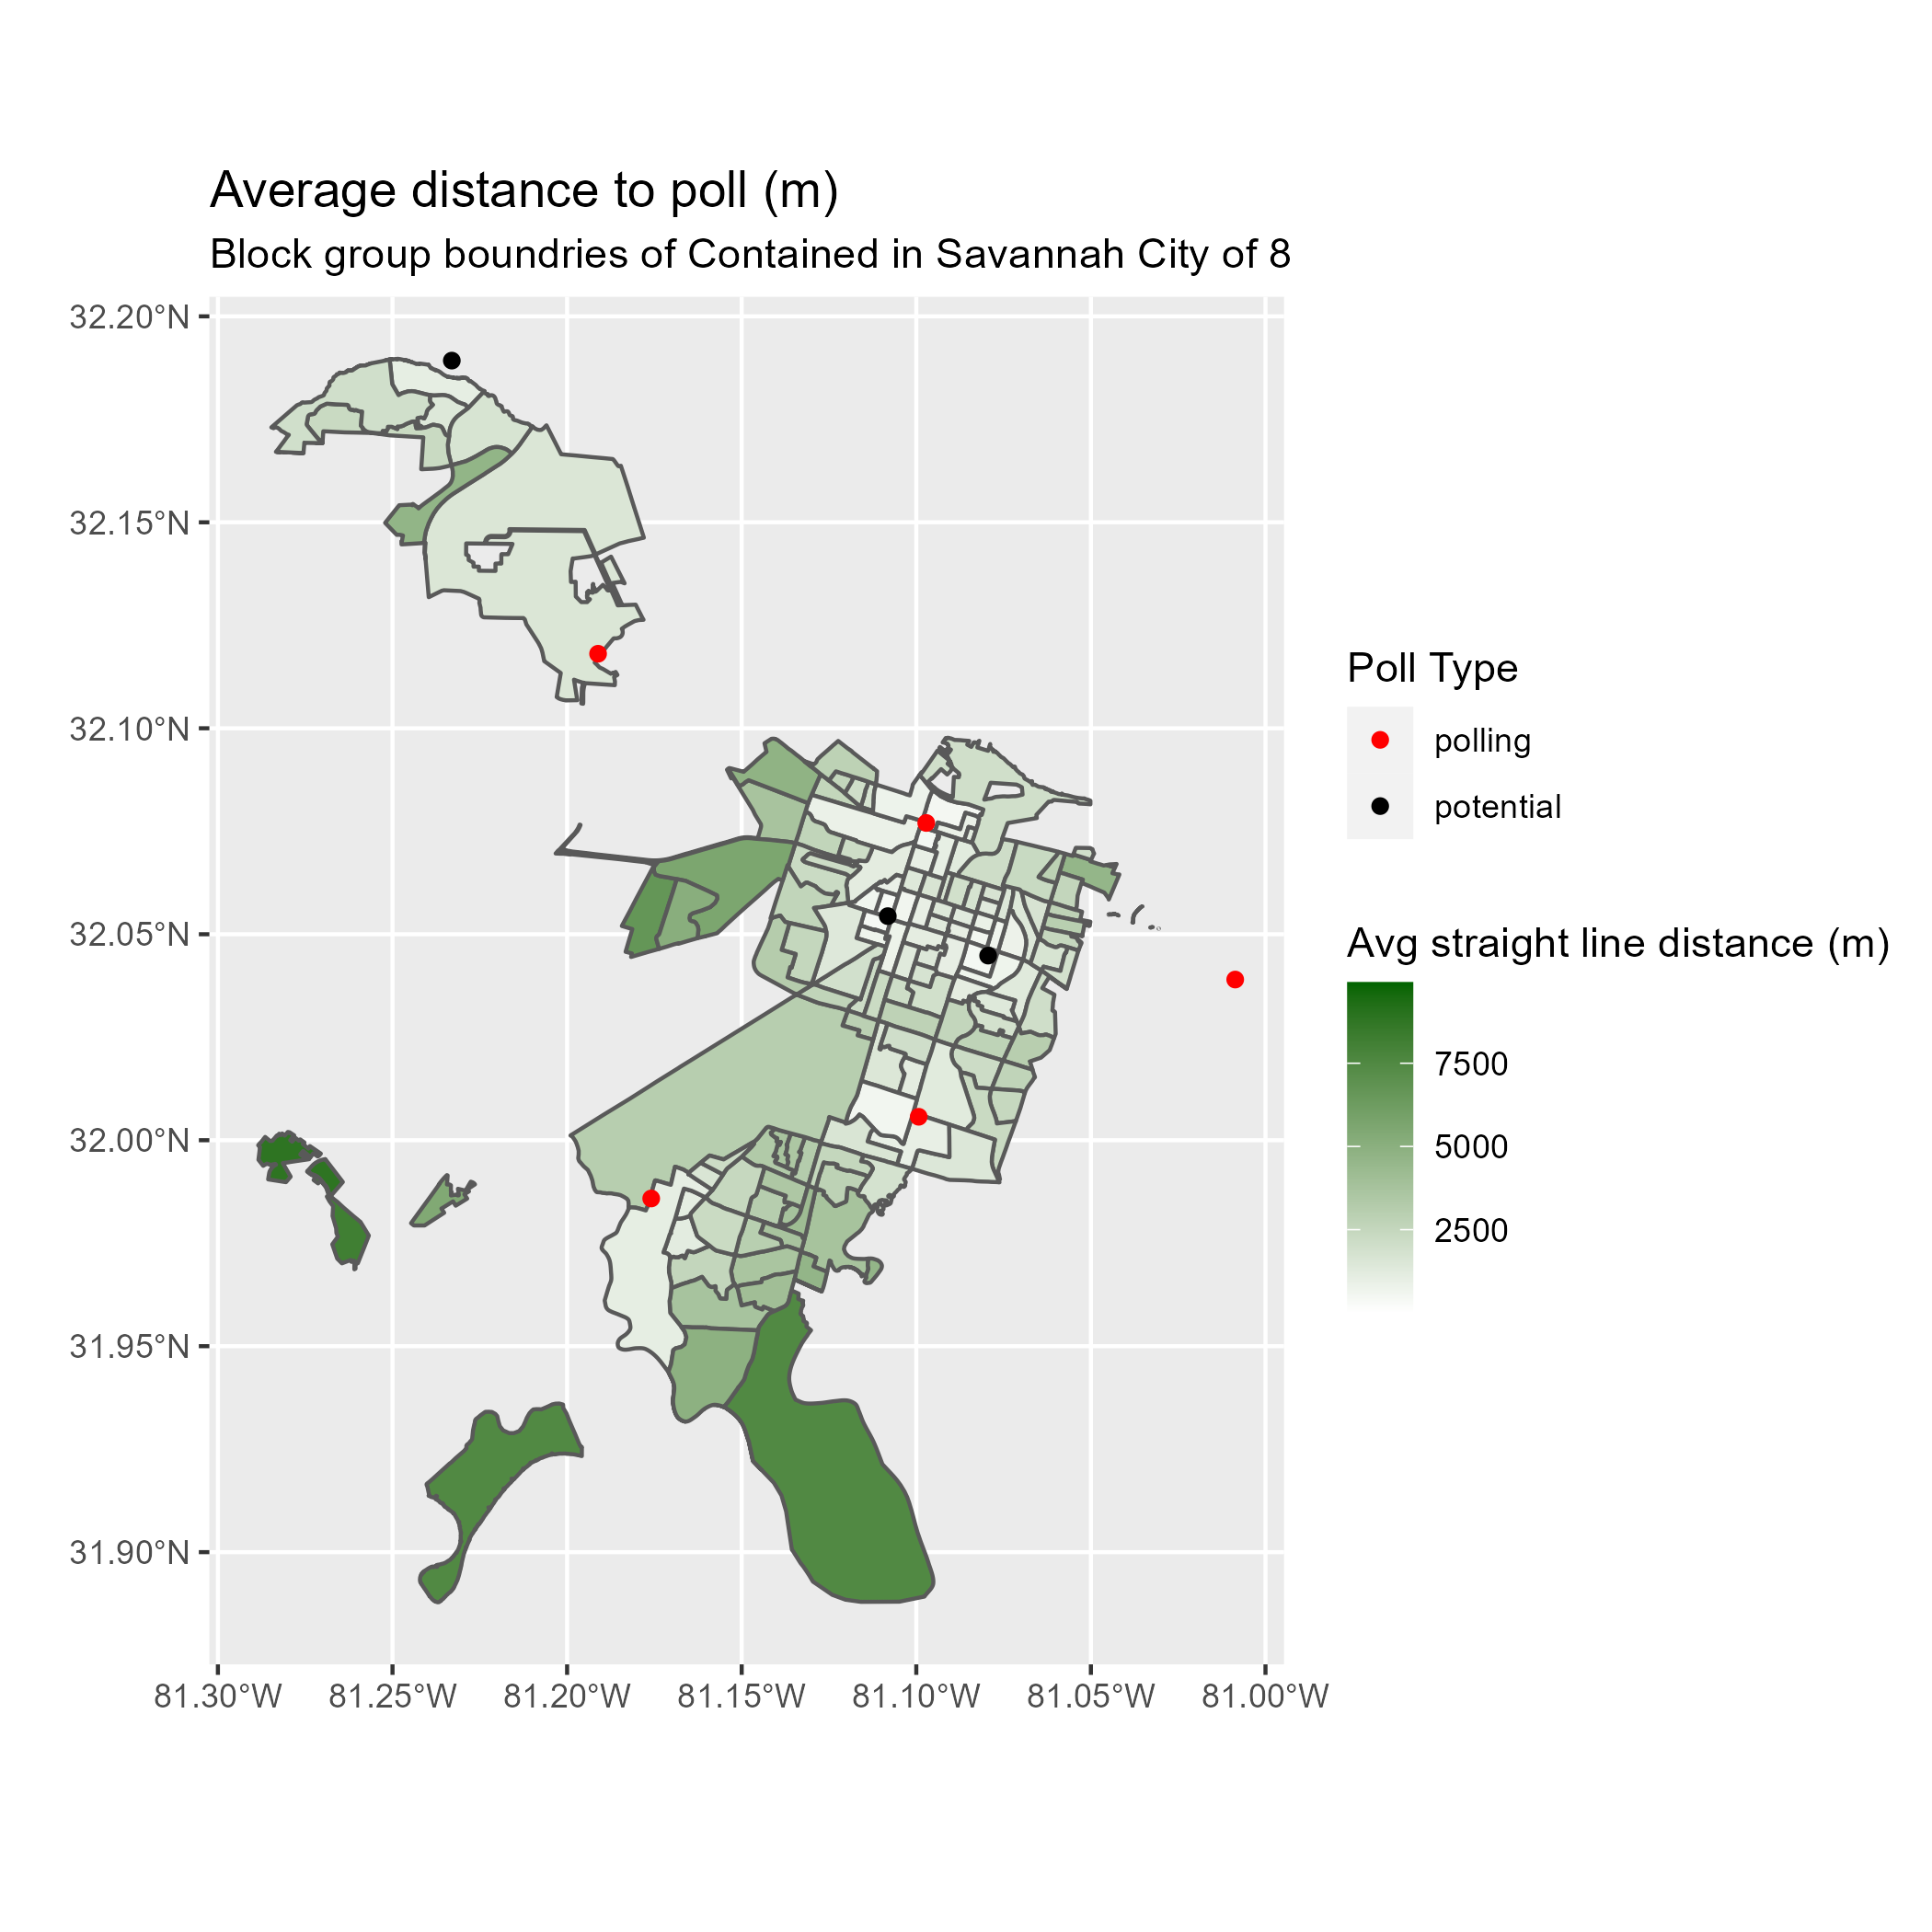 Average distance to poll (m)
Block group boundries of Contained in Savannah City of 8
32.20°N
32.15°N
32.10°N
32.05°N
32.00°N
31.95°N
31.90°N
81.30°W
81.25°W
81.20°W
81.15°W
81.10°W
81.05°W
81.00°W
Poll Type
polling
potential
Avg straight line distance (m)
7500
5000
2500